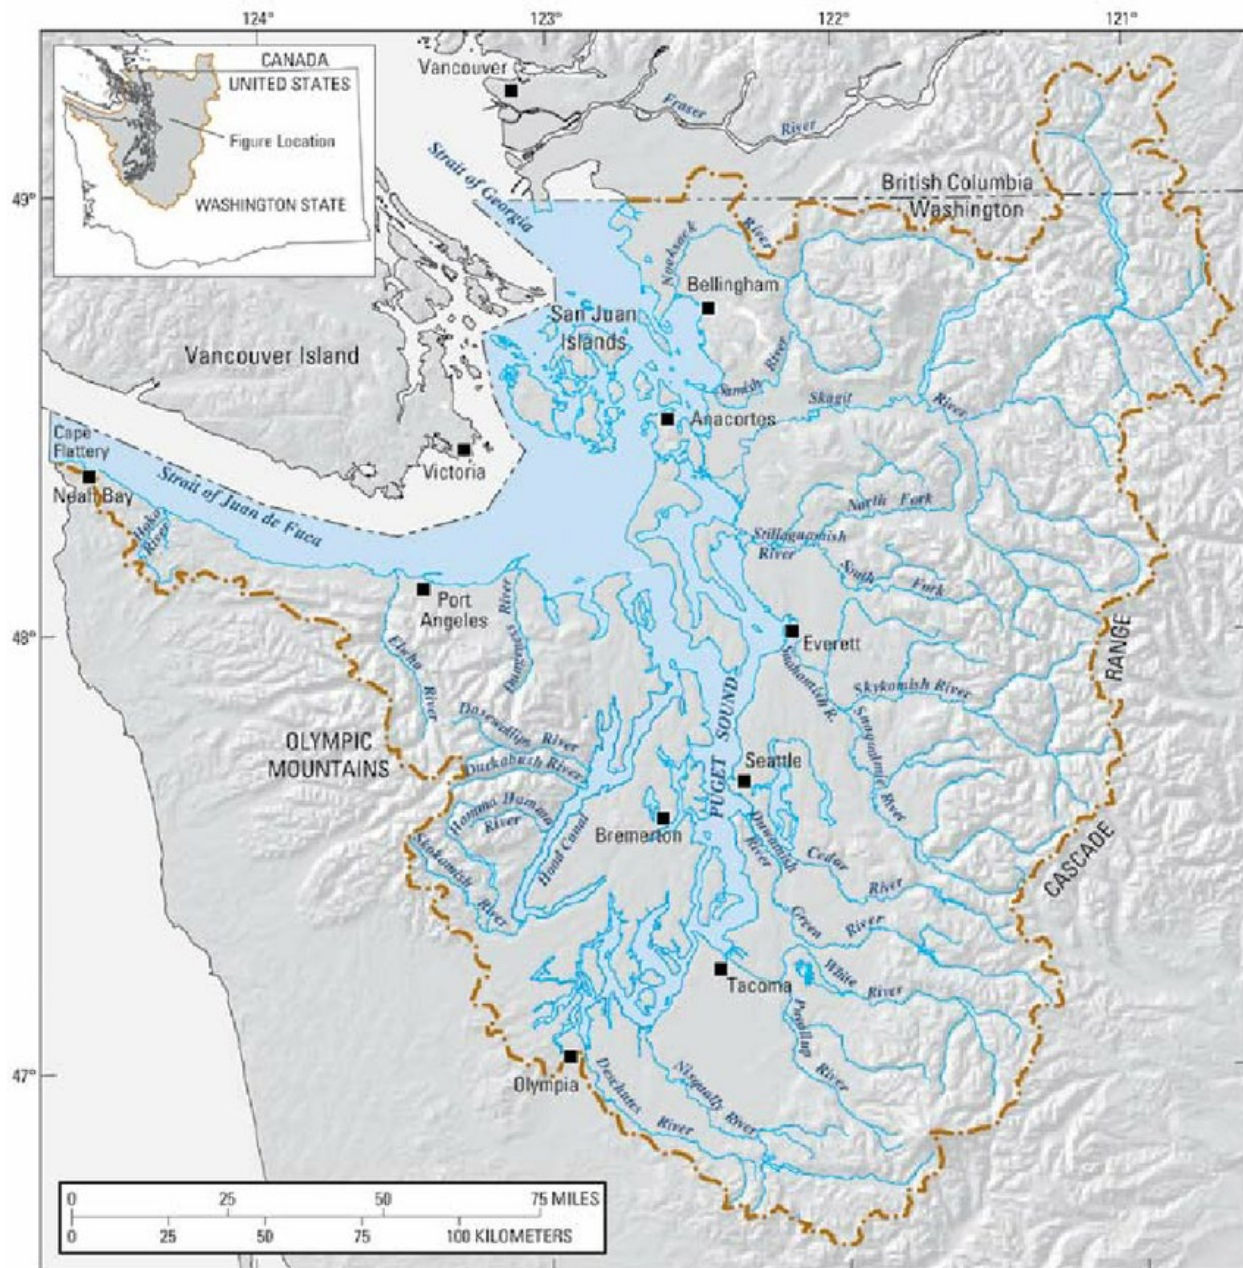 124°
123°
122°
121°
CANADA
UNITED STATES
Figure Location
WASHINGTON STATE
Vancouver
Fraser
River
Strait of Georgia
British Columbia
Washington
49°
Nooksack
River
Bellingham
San Juan
Islands
Vancouver Island
Samish River
Skagit
River
Anacortes
Cape
Flattery
Victoria
Neah Bay
Strait of Juan de Fuca
Hoko
River
North Fork
Stillaguamish
River
South Fork
Port
Angeles
Dungeness River
Elwha
River
48°
Everett
Snohomish R.
Skykomish River
Snoqualmie River
RANGE
CASCADE
Dosewallips River
Duckabush River
OLYMPIC
MOUNTAINS
PUGET SOUND
Seattle
Hamma Hamma
River
Bremerton
Hood Canal
Duwamish
River
Cedar
River
Skokomish
River
Green River
White
River
Tacoma
Puyallup
River
47°
Olympia
Deschutes
River
Nisqually River
0 25 50 75 MILES
0 25 50 75 100 KILOMETERS